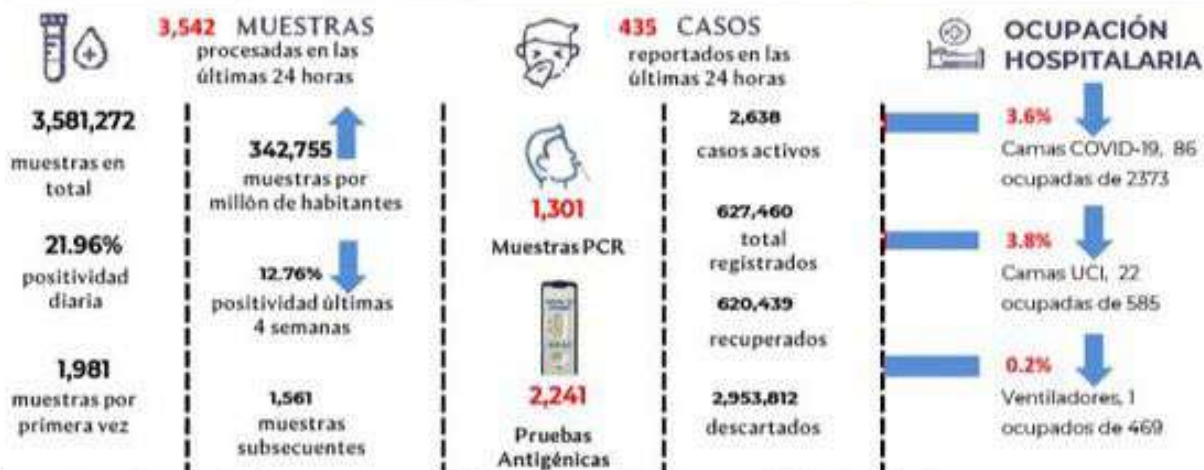 3,542 MUESTRAS
procesadas en las
últimas 24 horas
3,581,272
muestras en
total
21.96%
positividad
diaria
1,981
muestras por
primera vez
342,755
muestras por
millón de habitantes
12.76%
positividad últimas
4 semanas
1,561
muestras
subsecuentes
435 CASOS
reportados en las
últimas 24 horas
1,301
Muestras PCR
2,241
Pruebas
Antigénicas
2,638
casos activos
627,460
total
registrados
620,439
recuperados
2,953,812
descartados
OCUPACIÓN
HOSPITALARIA
3.6%
Camas COVID-19, 86
ocupadas de 2373
3.8%
Camas UCI, 22
ocupadas de 585
0.2%
Ventiladores, 1
ocupados de 469